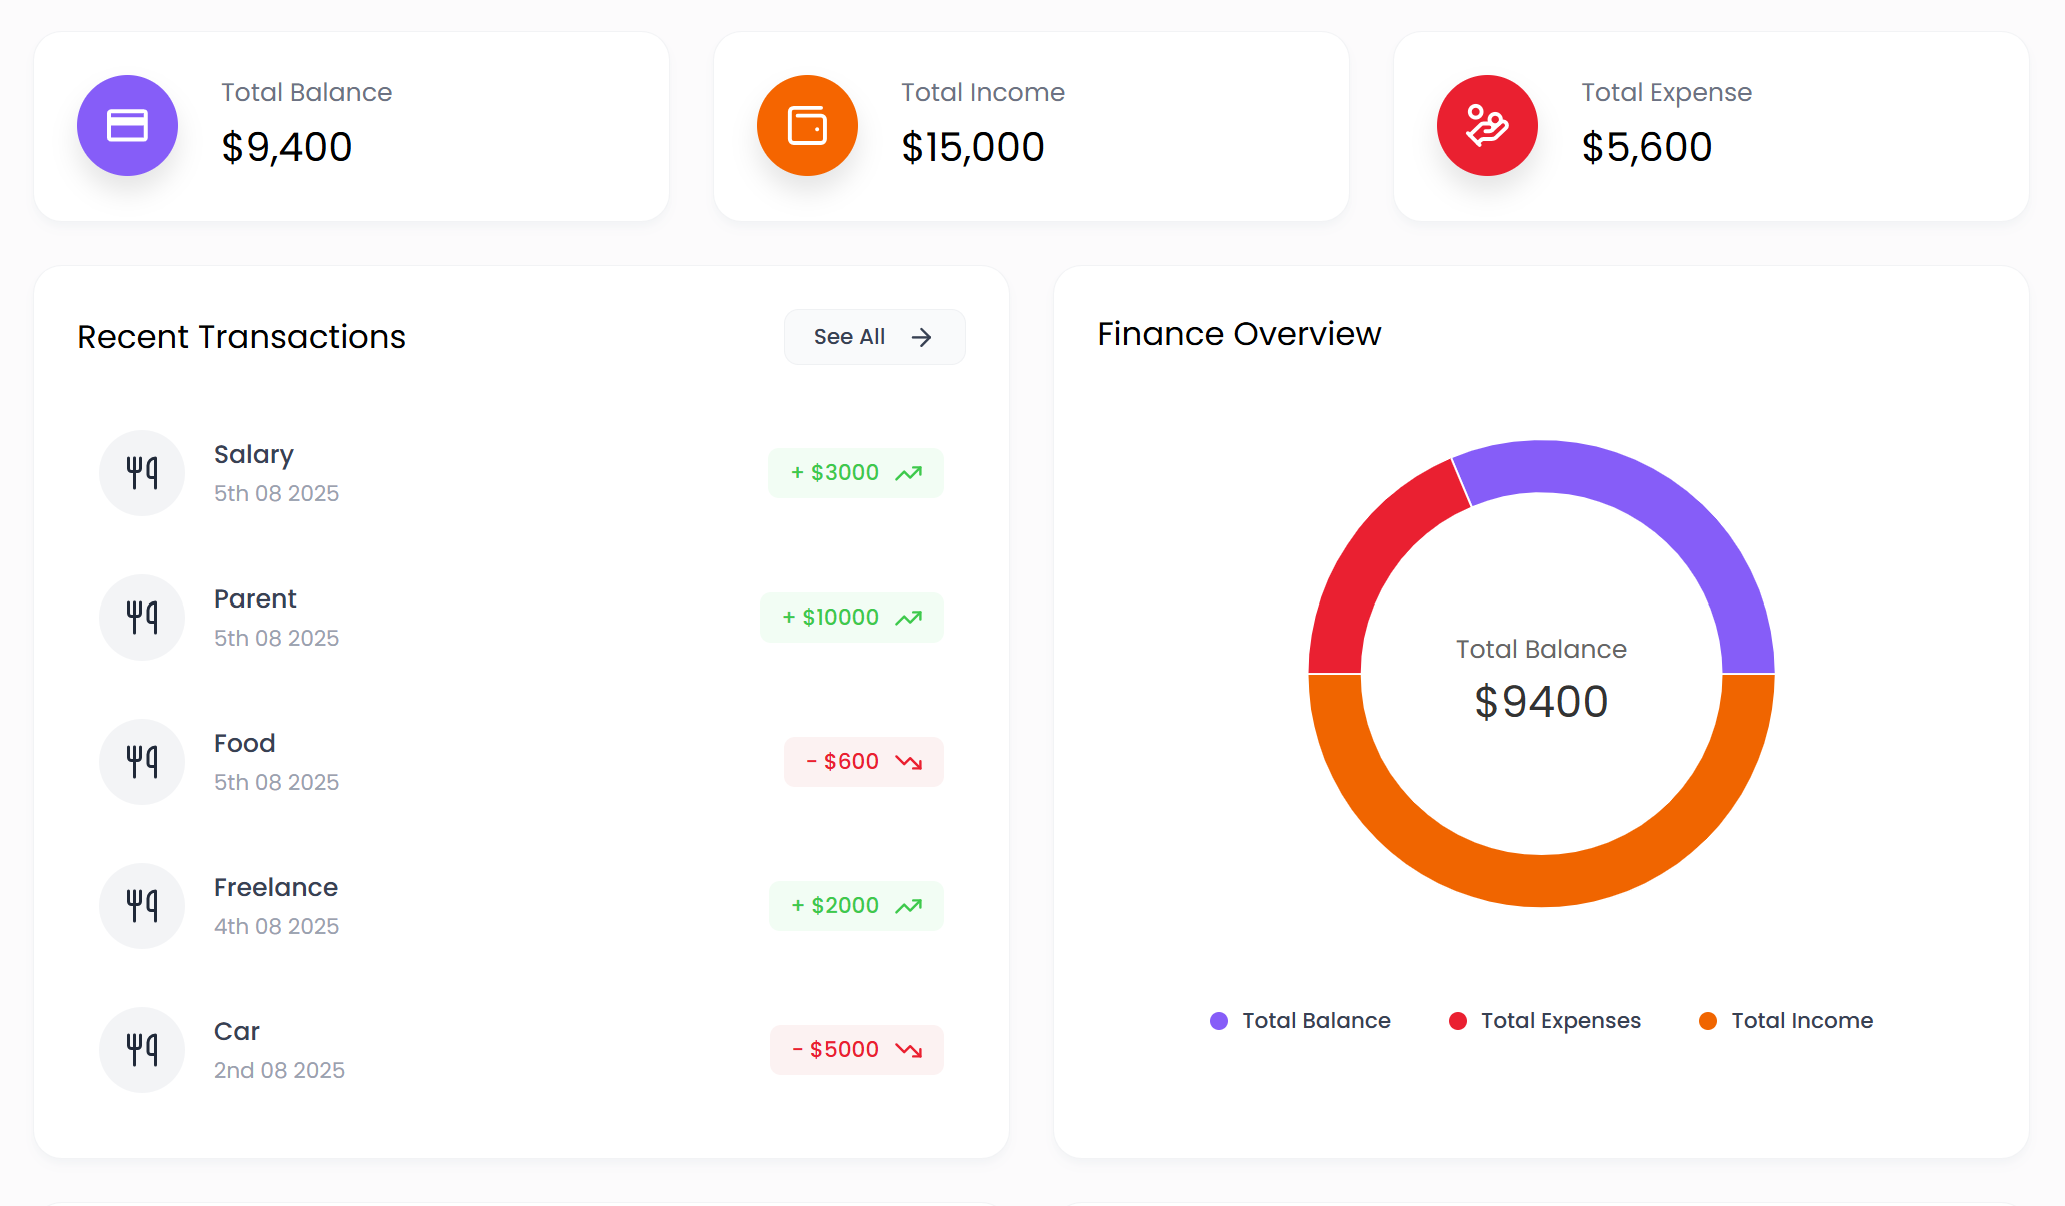 Total Balance
$9,400
Total Income
$15,000
Total Expense
$5,600
Recent Transactions
See All
Salary
5th 08 2025
+ $3000
Parent
5th 08 2025
+ $10000
Food
5th 08 2025
- $600
Freelance
4th 08 2025
+ $2000
Car
2nd 08 2025
- $5000
Finance Overview
Total Balance
$9400
Total Balance
Total Expenses
Total Income